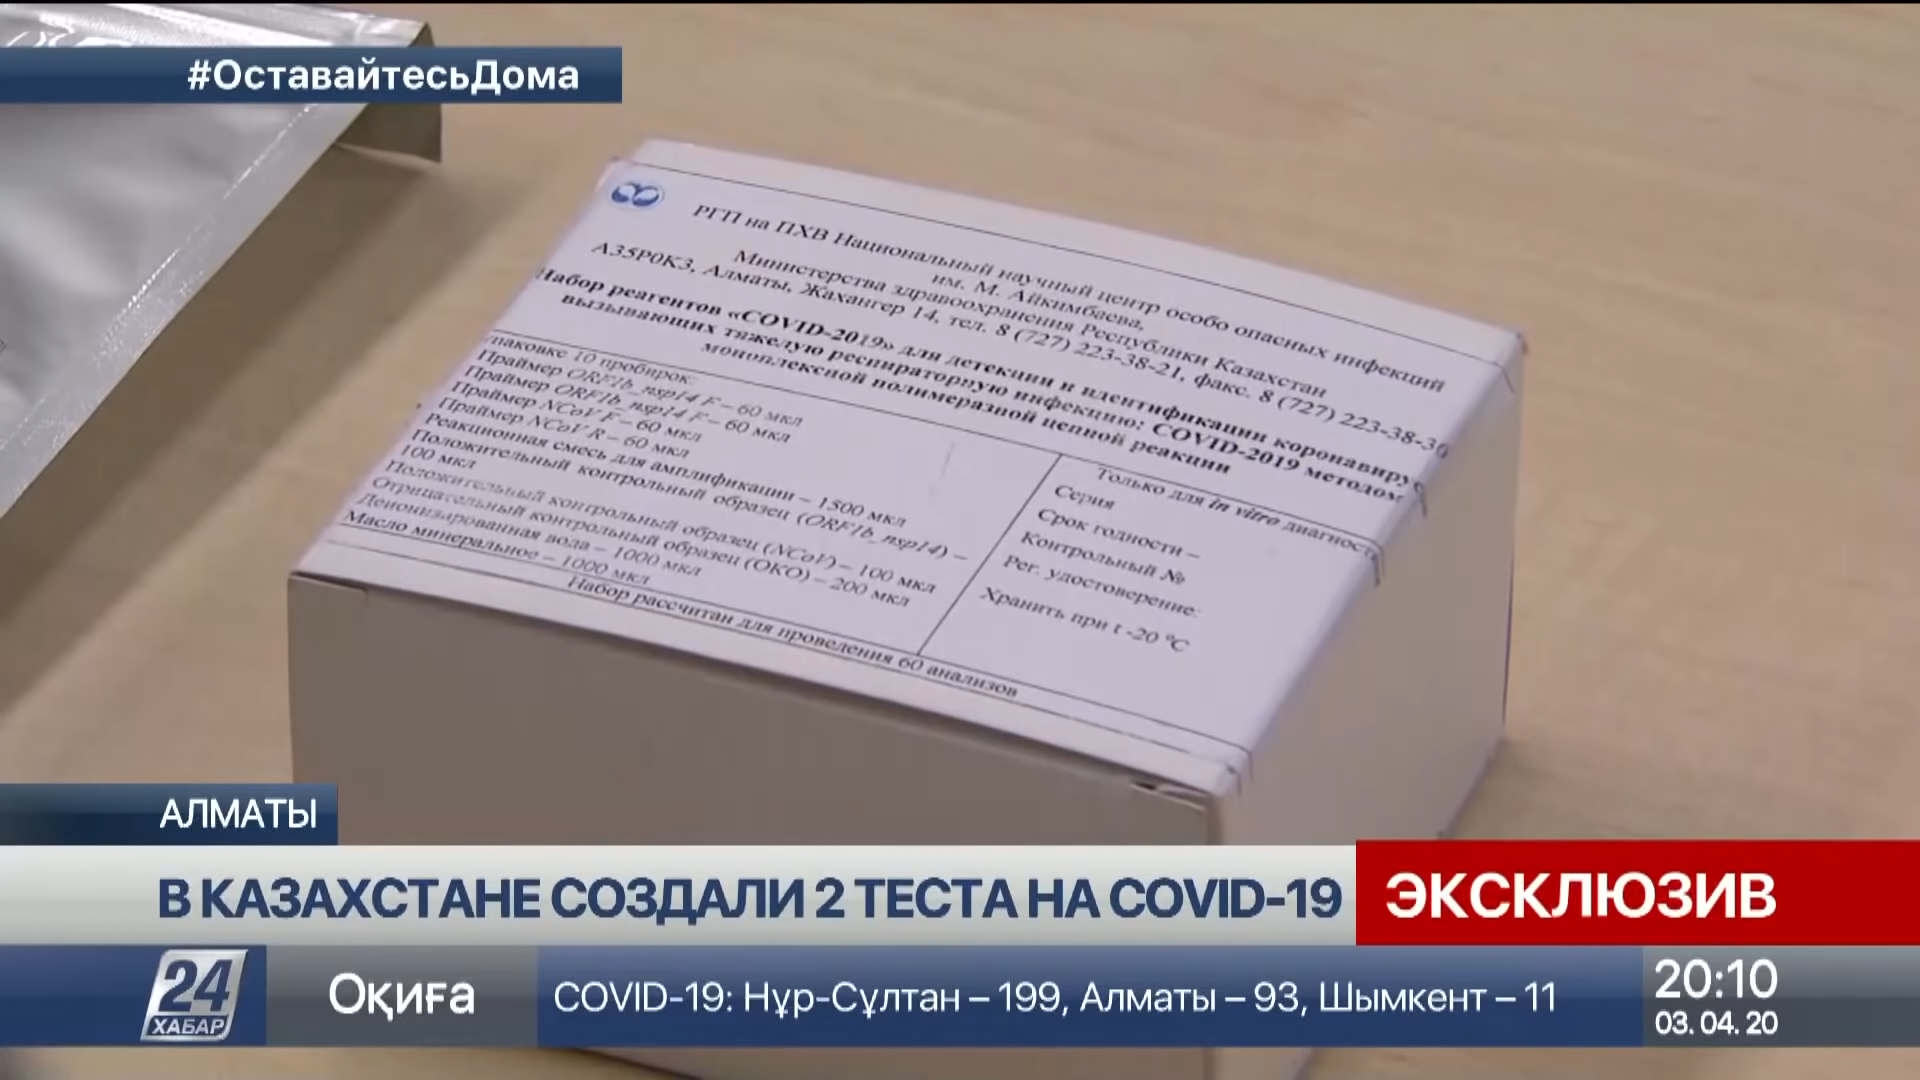 #ОставайтесьДома
РГП на ПХВ Национальный научный центр особо опасных инфекций
им. М. Айкимбаева,
Министерства здравоохранения Республики Казахстан
A35P0K3, Алматы, Жахангер 14, тел. 8 (727) 223-38-21, факс. 8 (727) 223-38-30
Набор реагентов «COVID-2019» для детекции и идентификации коронавирус
вызывающих тяжелую респираторную инфекцию: COVID-2019 методом
моноплексной полимеразной цепной реакции
упаковке 10 пробирок:
Праймер ORF1b_nsp14 F – 60 мкл
Праймер ORF1b_nsp14 F – 60 мкл
Праймер NCoV F – 60 мкл
Праймер NCoV R – 60 мкл
Реакционная смесь для амплификации – 1500 мкл
Положительный контрольный образец (ORF1b_nsp14) –
100 мкл
Положительный контрольный образец (NCoV) – 100 мкл
Отрицательный контрольный образец (ОКО) – 200 мкл
Деионизированная вода – 1000 мкл
Масло минеральное – 1000 мкл
Только для in vitro диагност
Серия
Срок годности –
Контрольный №
Рег. удостоверение:
Хранить при t -20 °C
Набор рассчитан для проведения 60 анализов
АЛМАТЫ
В КАЗАХСТАНЕ СОЗДАЛИ 2 ТЕСТА НА COVID-19
ЭКСКЛЮЗИВ
24
ХАБАР
Оқиға
COVID-19: Нұр-Сұлтан – 199, Алматы – 93, Шымкент – 11
20:10
03. 04. 20